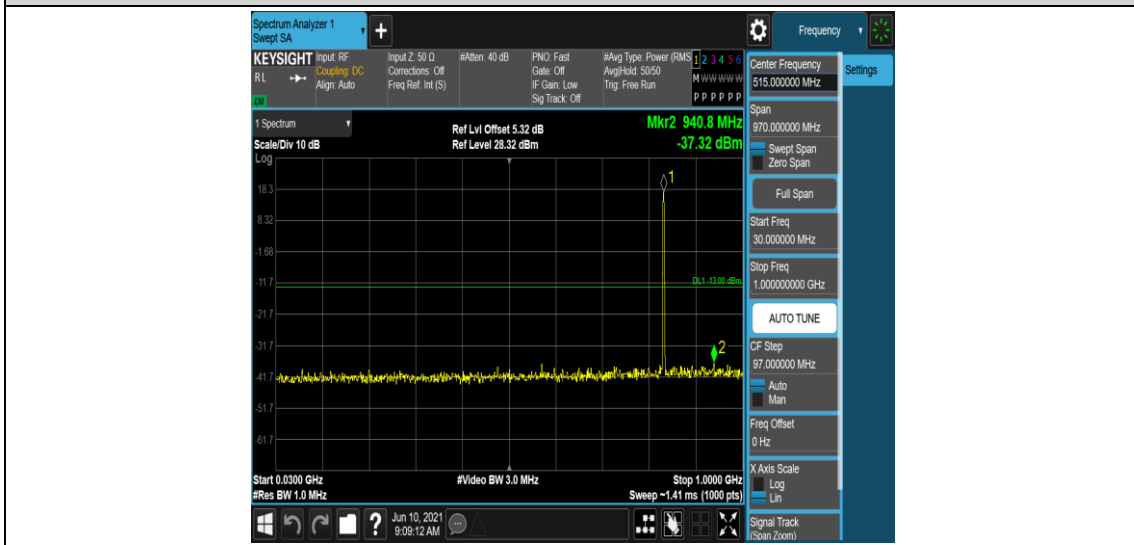 Spectrum Analyzer 1
Swept SA
Frequency
KEYSIGHT
RL
LXI
Input: RF
Coupling: DC
Align: Auto
Input Z: 50 Ω
Corrections: Off
Freq Ref: Int (S)
#Atten: 40 dB
PNO: Fast
Gate: Off
IF Gain: Low
Sig Track: Off
#Avg Type: Power (RMS
Avg|Hold: 50/50
Trig: Free Run
1 2 3 4 5 6
M W W W W W
P P P P P P
1 Spectrum
Scale/Div 10 dB
Log
Ref Lvl Offset 5.32 dB
Ref Level 28.32 dBm
Mkr2 940.8 MHz
-37.32 dBm
1
18.3
8.32
-1.68
-11.7
DL1 -13.00 dBm
-21.7
-31.7
2
-41.7
-51.7
-61.7
Start 0.0300 GHz
#Res BW 1.0 MHz
#Video BW 3.0 MHz
Stop 1.0000 GHz
Sweep ~1.41 ms (1000 pts)
Jun 10, 2021
9:09:12 AM
Center Frequency
515.000000 MHz
Settings
Span
970.000000 MHz
Swept Span
Zero Span
Full Span
Start Freq
30.000000 MHz
Stop Freq
1.000000000 GHz
AUTO TUNE
CF Step
97.000000 MHz
Auto
Man
Freq Offset
0 Hz
X Axis Scale
Log
Lin
Signal Track
(Span Zoom)